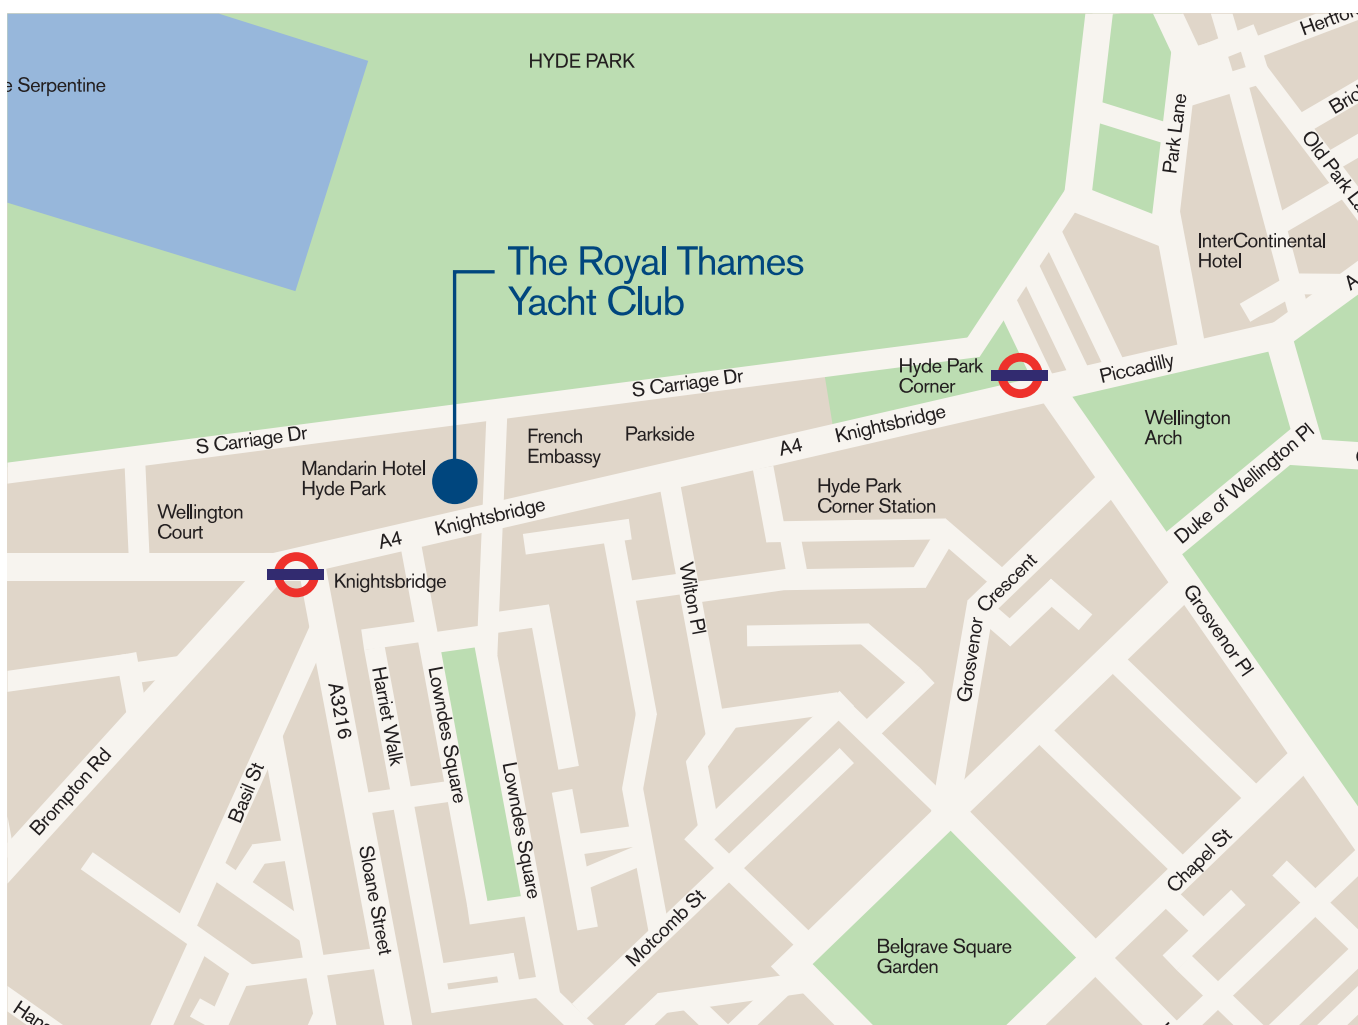 HYDE PARK
Serpentine
Park Lane
Old Park
InterContinental
Hotel
The Royal Thames
Yacht Club
Hyde Park
Corner
Piccadilly
S Carriage Dr
Wellington
Arch
S Carriage Dr
French
Embassy
Parkside
A4
Knightsbridge
Duke of Wellington Pl
Mandarin Hotel
Hyde Park
Wellington
Court
Hyde Park
Corner Station
A4
Knightsbridge
Knightsbridge
Wilton Pl
Grosvenor Crescent
Grosvenor Pl
A3216
Harriet Walk
Lowndes Square
Lowndes Square
Brompton Rd
Basil St
Sloane Street
Motcomb St
Chapel St
Belgrave Square
Garden